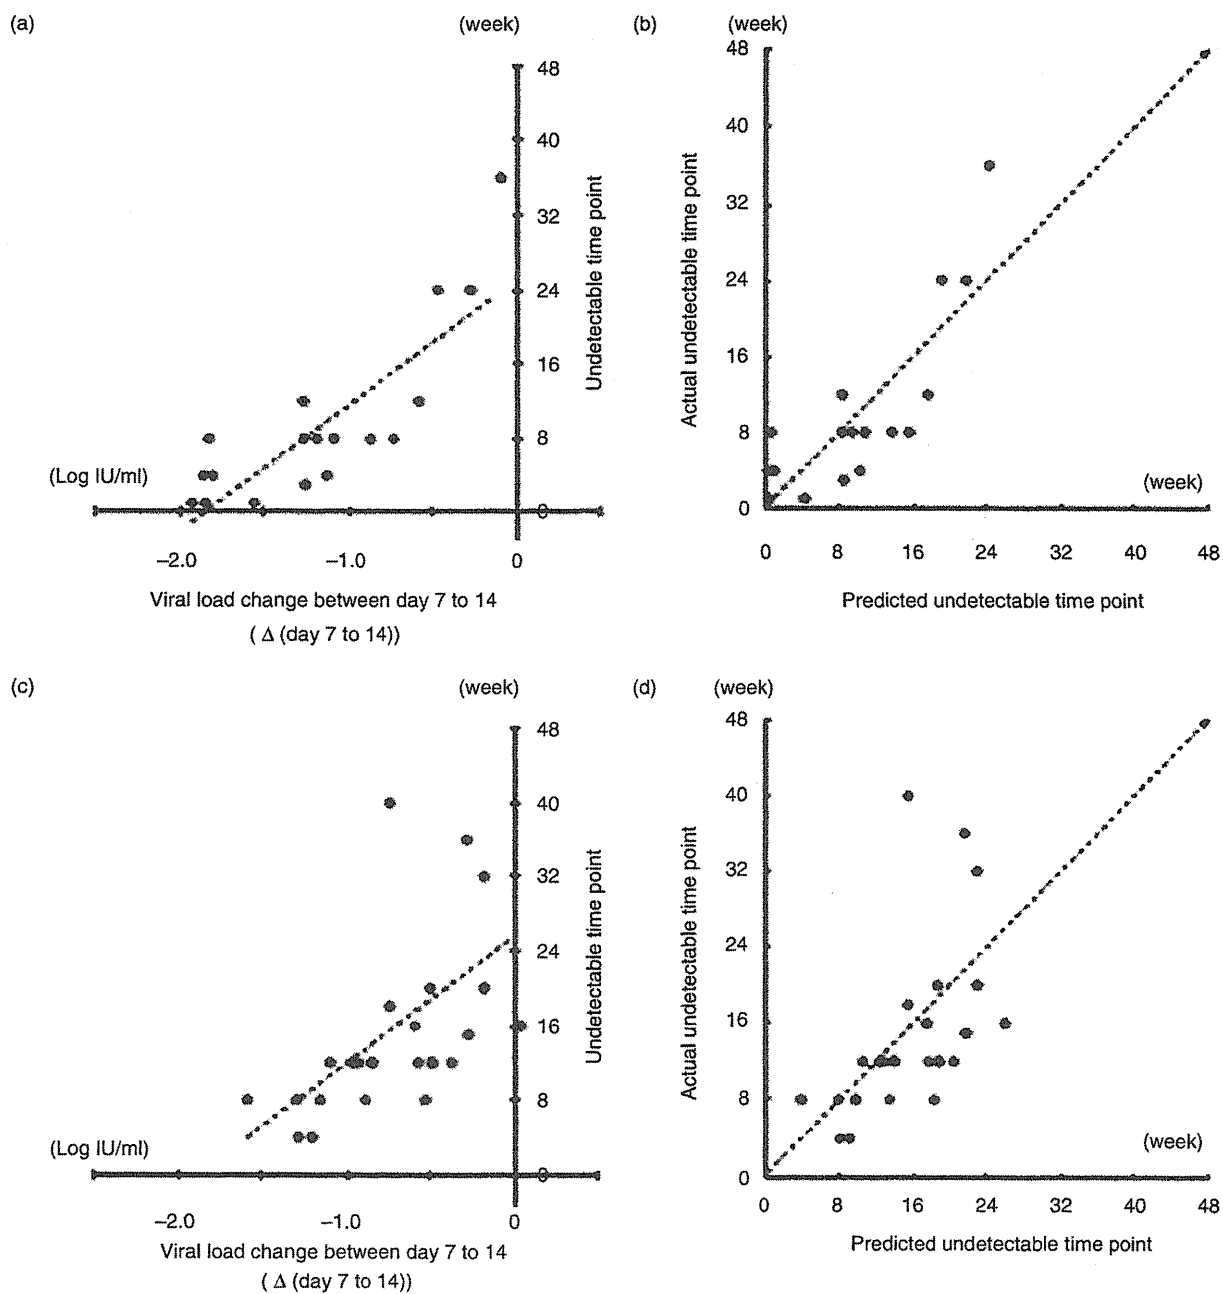 (a)
(week)
48
40
32
24
16
8
0
Undetectable time point
(Log IU/ml)
−2.0 −1.0 0
Viral load change between day 7 to 14
( Δ (day 7 to 14))
(b)
(week)
48
40
32
24
16
8
0
Actual undetectable time point
(week)
0 8 16 24 32 40 48
Predicted undetectable time point
(c)
(week)
48
40
32
24
16
8
0
Undetectable time point
(Log IU/ml)
−2.0 −1.0 0
Viral load change between day 7 to 14
( Δ (day 7 to 14))
(d)
(week)
48
40
32
24
16
8
0
Actual undetectable time point
(week)
0 8 16 24 32 40 48
Predicted undetectable time point